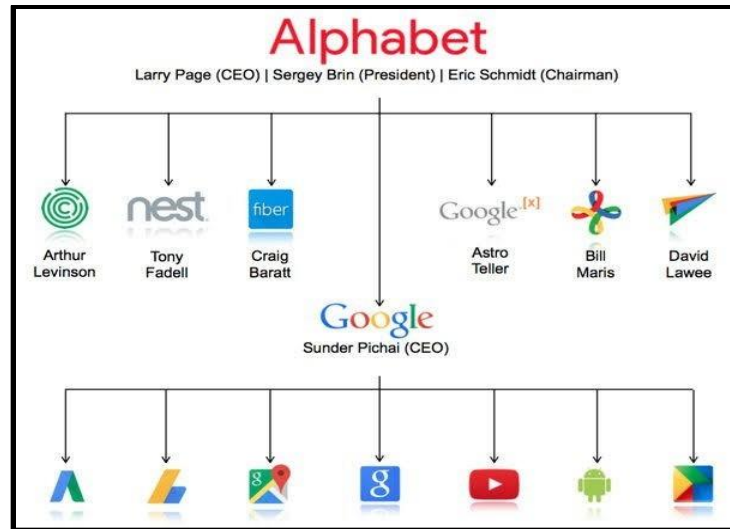 Alphabet
Larry Page (CEO) | Sergey Brin (President) | Eric Schmidt (Chairman)
nest
fiber
Google [x]
Arthur
Levinson
Tony
Fadell
Craig
Baratt
Astro
Teller
Bill
Maris
David
Lawee
Google
Sunder Pichai (CEO)
g
g